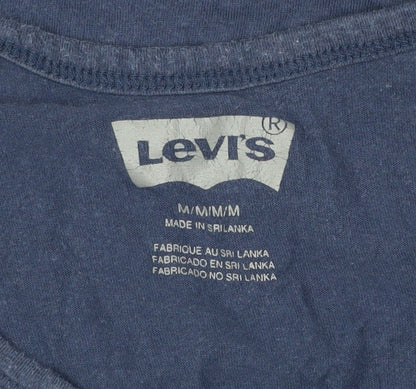 Levi's®
M/M/M/M
MADE IN SRI LANKA
FABRIQUE AU SRI LANKA
FABRICADO EN SRI LANKA
FABRICADO NO SRI LANKA